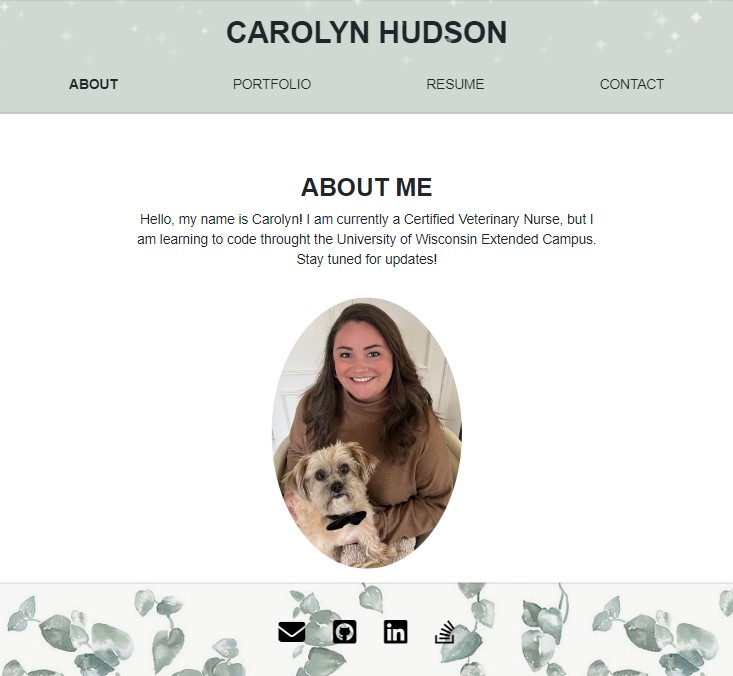 CAROLYN HUDSON
ABOUT PORTFOLIO RESUME CONTACT
ABOUT ME
Hello, my name is Carolyn! I am currently a Certified Veterinary Nurse, but I
am learning to code throught the University of Wisconsin Extended Campus.
Stay tuned for updates!
in